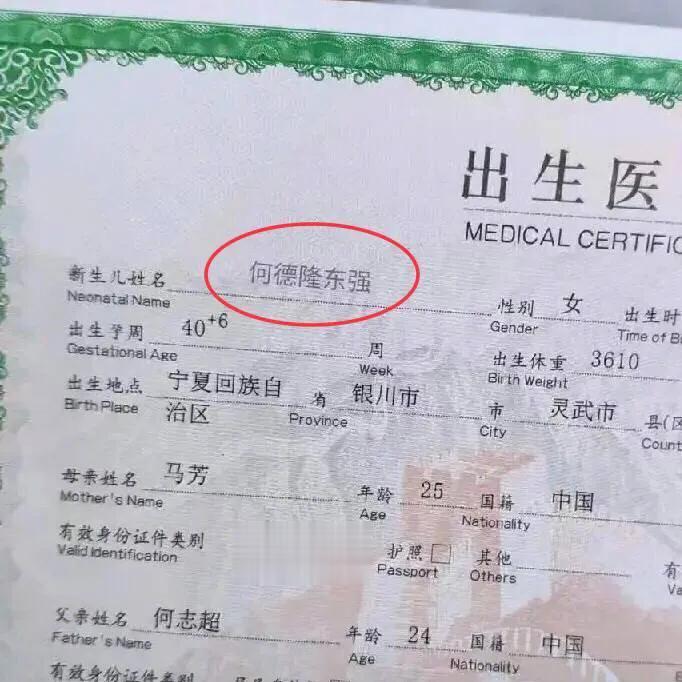 出生医
MEDICAL CERTIFIC
新生儿姓名 何德隆东强 性别 女 出生时
Neonatal Name Gender Time of B
出生孕周 40+6 周 出生体重 3610
Gestational Age Week Birth Weight
出生地点 宁夏回族自治区 省 银川市 市 灵武市 县(区
Birth Place Province City Count
母亲姓名 马芳 年龄 25 国籍 中国
Mother's Name Age Nationality
有效身份证件类别 护照 其他 有
Valid Identification Passport Others Va
父亲姓名 何志超 年龄 24 国籍 中国
Father's Name Age Nationality
有效身份证件类别